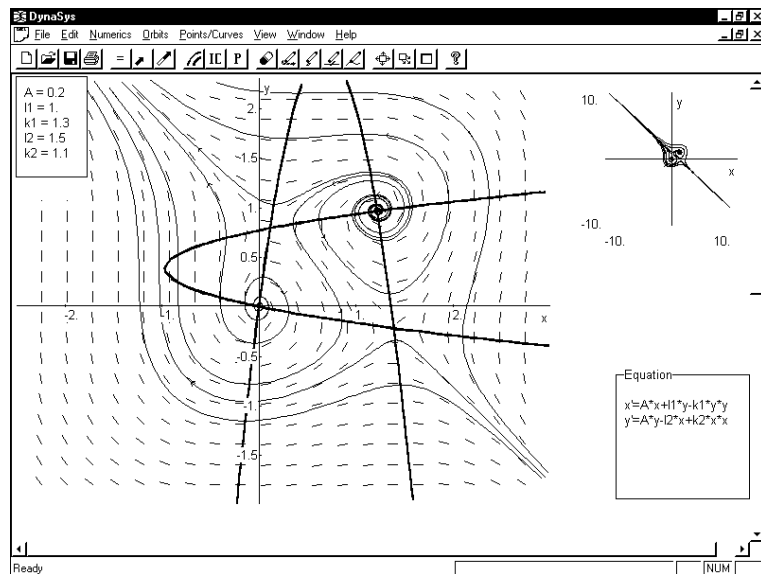 DynaSys
File Edit Numerics Orbits Points/Curves View Window Help
= IC P ?
A = 0.2
l1 = 1.
k1 = 1.3
l2 = 1.5
k2 = 1.1
y
2.
1.5
1.0
0.5
-2. -1. 1. 2. x
-0.5
-1.
-1.5
10. y
x
-10.
-10. 10.
Equation
x'=A*x+l1*y-k1*y*y
y'=A*y-l2*x+k2*x*x
Ready NUM